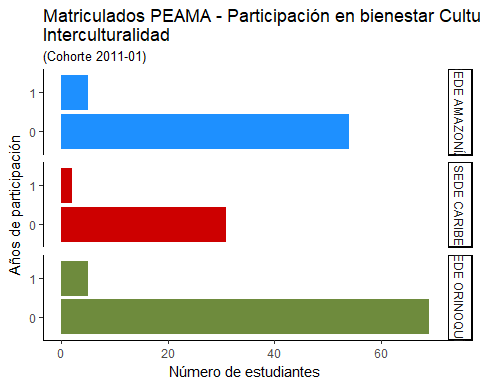 Matriculados PEAMA - Participación en bienestar Cultu
Interculturalidad
(Cohorte 2011-01)
Años de participación
1
0
EDE AMAZONÍ
1
0
SEDE CARIBE
1
0
EDE ORINOQU
0
20
40
60
Número de estudiantes